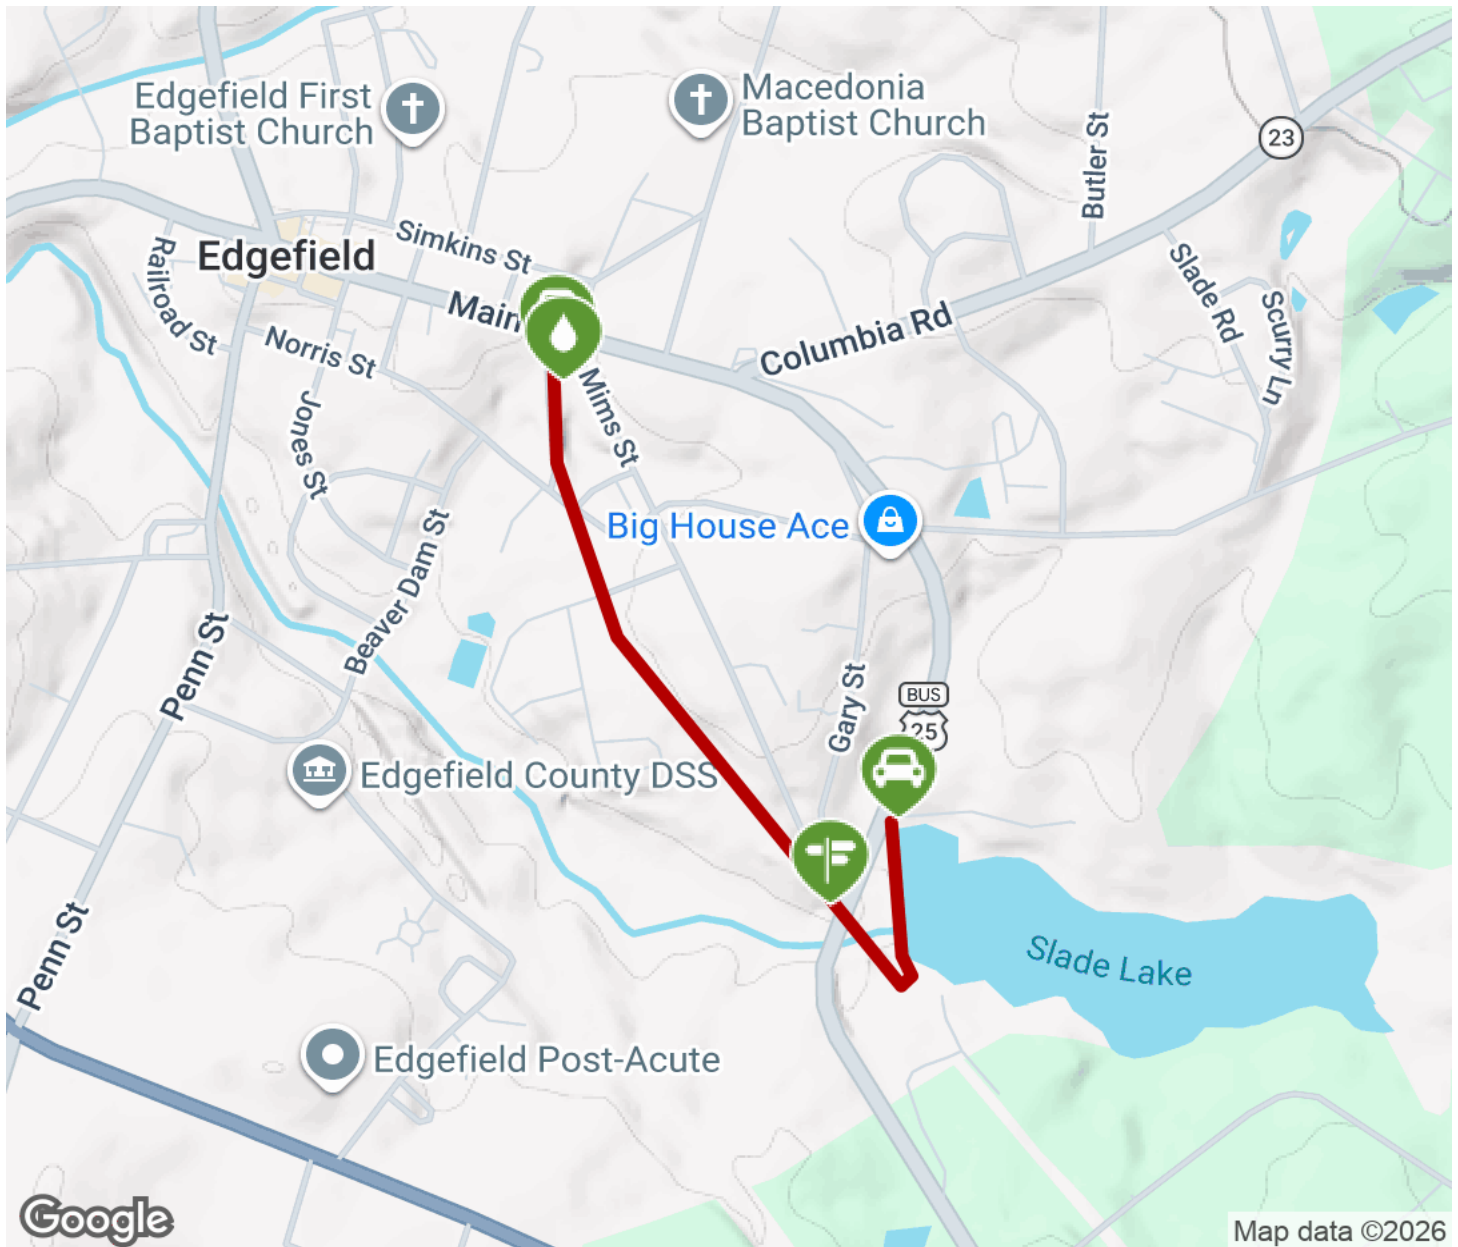 Edgefield First
Baptist Church
Macedonia
Baptist Church
23
Butler St
Simkins St
Edgefield
Railroad St
Main
Norris St
Columbia Rd
Slade Rd
Scurry Ln
Mims St
Jones St
Big House Ace
Beaver Dam St
Penn St
Gary St
BUS
25
Edgefield County DSS
Penn St
Slade Lake
Edgefield Post-Acute
Google
Map data ©2026